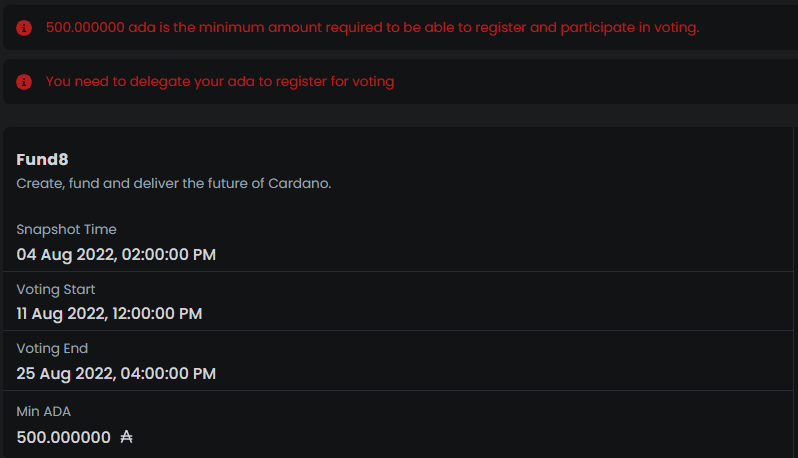 500.000000 ada is the minimum amount required to be able to register and participate in voting.
You need to delegate your ada to register for voting
Fund8
Create, fund and deliver the future of Cardano.
Snapshot Time
04 Aug 2022, 02:00:00 PM
Voting Start
11 Aug 2022, 12:00:00 PM
Voting End
25 Aug 2022, 04:00:00 PM
Min ADA
500.000000 ₳